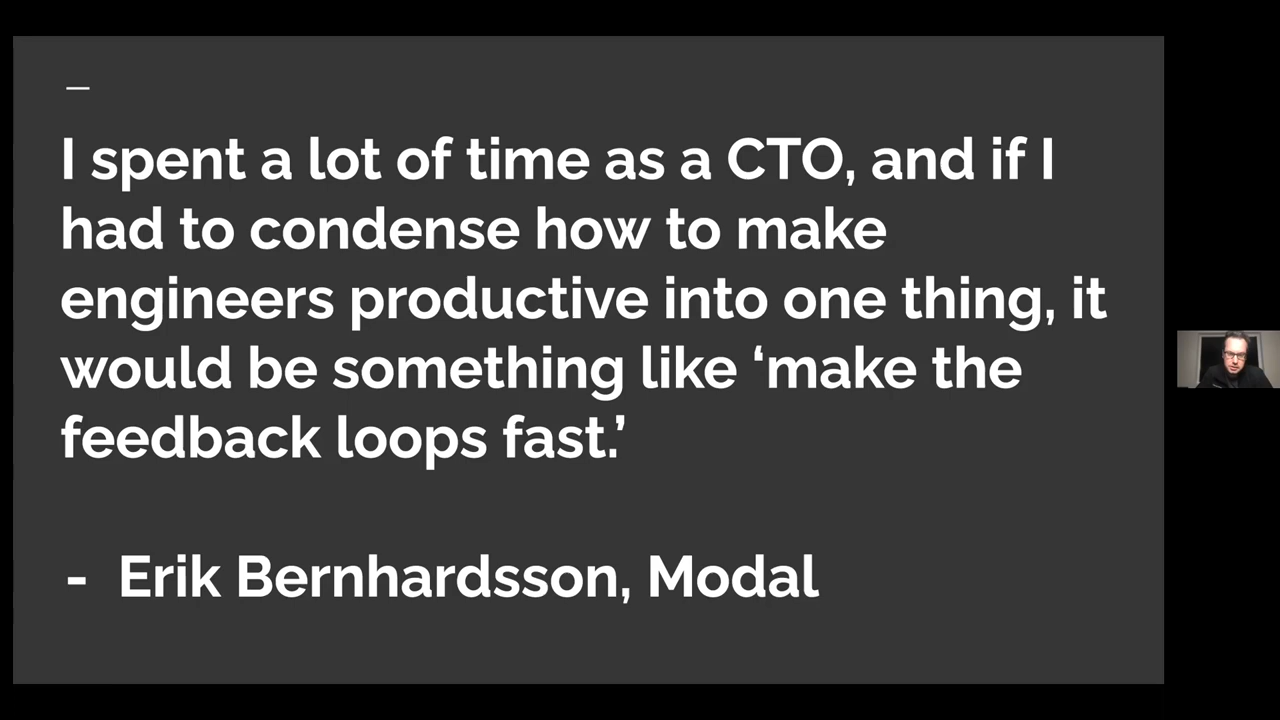 I spent a lot of time as a CTO, and if I
had to condense how to make
engineers productive into one thing, it
would be something like ‘make the
feedback loops fast.’
- Erik Bernhardsson, Modal